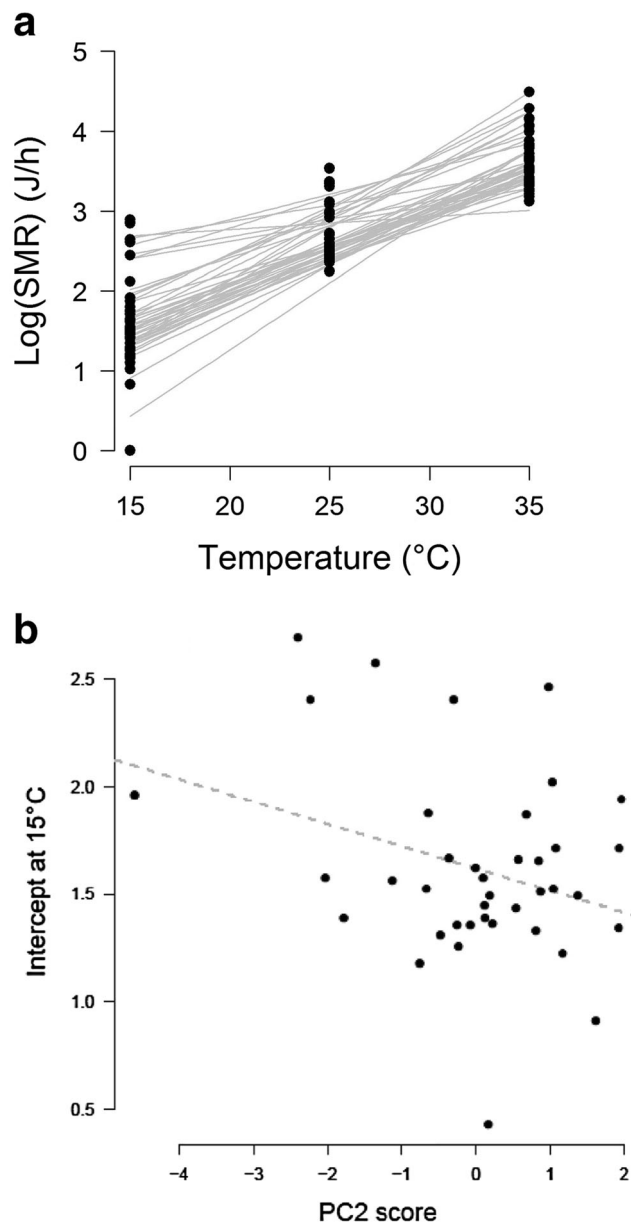 a
5
4
3
2
1
0
Log(SMR) (J/h)
15 20 25 30 35
Temperature (°C)
b
2.5
2.0
1.5
1.0
0.5
Intercept at 15°C
−4 −3 −2 −1 0 1 2
PC2 score